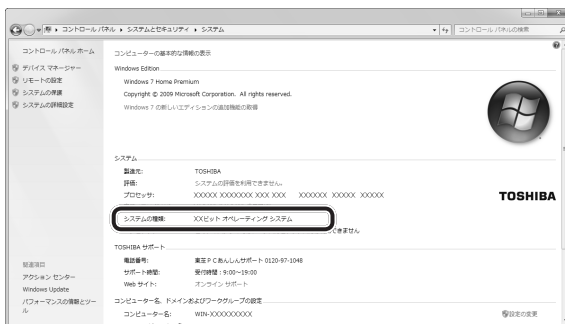 コントロール パネル ▸ システムとセキュリティ ▸ システム
コントロール パネルの検索
コントロール パネル ホーム
デバイス マネージャー
リモートの設定
システムの保護
システムの詳細設定
コンピューターの基本的な情報の表示
Windows Edition
Windows 7 Home Premium
Copyright © 2009 Microsoft Corporation. All rights reserved.
Windows 7 の新しいエディションの追加機能の取得
システム
製造元: TOSHIBA
評価: システムの評価を利用できません。
プロセッサ: XXXXX XXXXXXX XXX XXX XXXXXX XXXXX XXXXX
TOSHIBA
システムの種類: XXビット オペレーティング システム
できません
TOSHIBA サポート
電話番号: 東芝PCあんしんサポート 0120-97-1048
サポート時間: 受付時間:9:00~19:00
Web サイト: オンライン サポート
コンピューター名、ドメインおよびワークグループの設定
コンピューター名: WIN-XXXXXXXXX
設定の変更
関連項目
アクション センター
Windows Update
パフォーマンスの情報とツー
ル